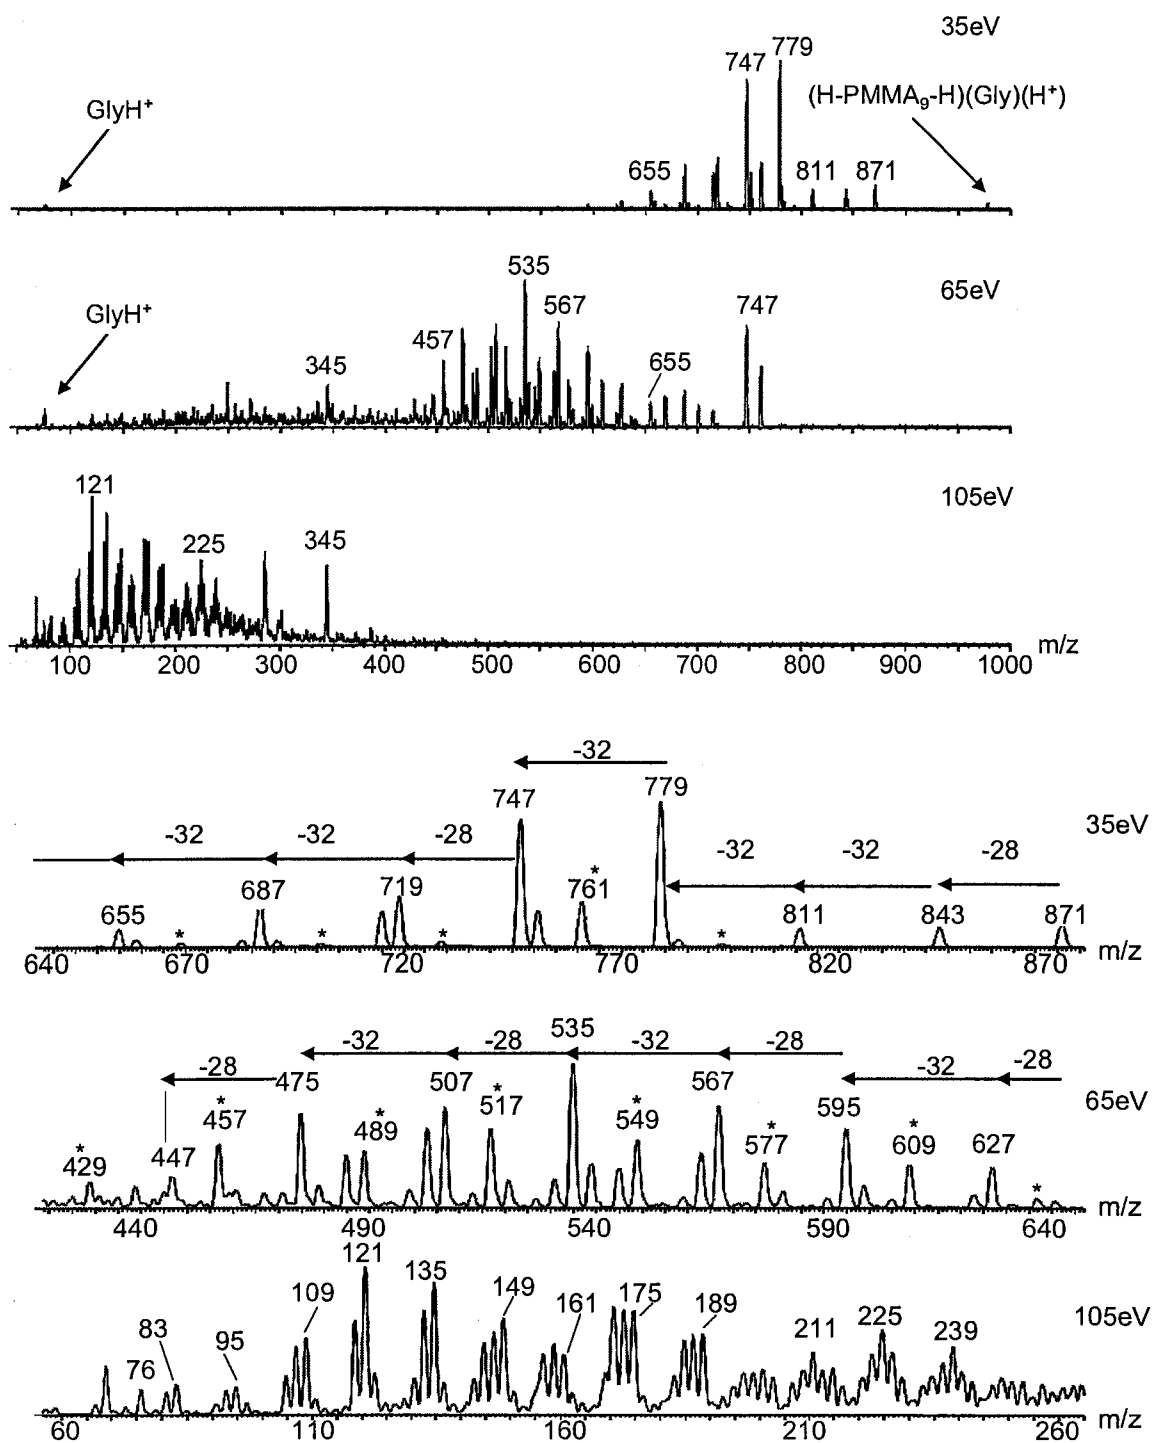 35eV
747 779
GlyH⁺ (H-PMMA₉-H)(Gly)(H⁺)
655 811 871
65eV
535
GlyH⁺ 567 747
457
345 655
105eV
121
225 345
100 200 300 400 500 600 700 800 900 1000 m/z
-32
747 779 35eV
-32 -32 -28 -32 -32 -28
*
655 687 719 761 811 843 871
* * * *
640 670 720 770 820 870 m/z
535
-32 -28 -32 -28
-28 -32 -28
475 507 567 65eV
* * * * * 595 *
429 447 457 489 517 549 577 609 627
*
440 490 540 590 640 m/z
121
109 135 149 161 175 189 105eV
83 95 211 225 239
76
60 110 160 210 260 m/z